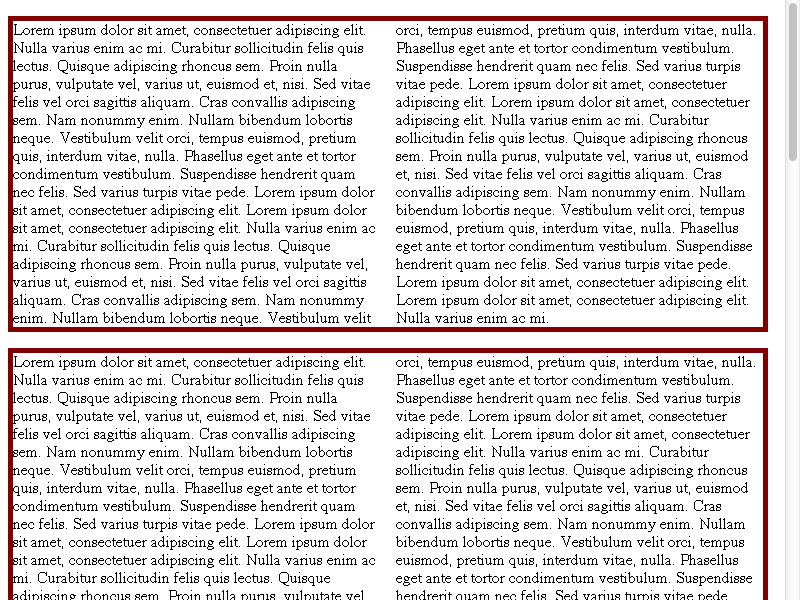 Lorem ipsum dolor sit amet, consectetuer adipiscing elit.
Nulla varius enim ac mi. Curabitur sollicitudin felis quis
lectus. Quisque adipiscing rhoncus sem. Proin nulla
purus, vulputate vel, varius ut, euismod et, nisi. Sed vitae
felis vel orci sagittis aliquam. Cras convallis adipiscing
sem. Nam nonummy enim. Nullam bibendum lobortis
neque. Vestibulum velit orci, tempus euismod, pretium
quis, interdum vitae, nulla. Phasellus eget ante et tortor
condimentum vestibulum. Suspendisse hendrerit quam
nec felis. Sed varius turpis vitae pede. Lorem ipsum dolor
sit amet, consectetuer adipiscing elit. Lorem ipsum dolor
sit amet, consectetuer adipiscing elit. Nulla varius enim ac
mi. Curabitur sollicitudin felis quis lectus. Quisque
adipiscing rhoncus sem. Proin nulla purus, vulputate vel,
varius ut, euismod et, nisi. Sed vitae felis vel orci sagittis
aliquam. Cras convallis adipiscing sem. Nam nonummy
enim. Nullam bibendum lobortis neque. Vestibulum velit
orci, tempus euismod, pretium quis, interdum vitae, nulla.
Phasellus eget ante et tortor condimentum vestibulum.
Suspendisse hendrerit quam nec felis. Sed varius turpis
vitae pede. Lorem ipsum dolor sit amet, consectetuer
adipiscing elit. Lorem ipsum dolor sit amet, consectetuer
adipiscing elit. Nulla varius enim ac mi. Curabitur
sollicitudin felis quis lectus. Quisque adipiscing rhoncus
sem. Proin nulla purus, vulputate vel, varius ut, euismod
et, nisi. Sed vitae felis vel orci sagittis aliquam. Cras
convallis adipiscing sem. Nam nonummy enim. Nullam
bibendum lobortis neque. Vestibulum velit orci, tempus
euismod, pretium quis, interdum vitae, nulla. Phasellus
eget ante et tortor condimentum vestibulum. Suspendisse
hendrerit quam nec felis. Sed varius turpis vitae pede.
Lorem ipsum dolor sit amet, consectetuer adipiscing elit.
Lorem ipsum dolor sit amet, consectetuer adipiscing elit.
Nulla varius enim ac mi.
Lorem ipsum dolor sit amet, consectetuer adipiscing elit.
Nulla varius enim ac mi. Curabitur sollicitudin felis quis
lectus. Quisque adipiscing rhoncus sem. Proin nulla
purus, vulputate vel, varius ut, euismod et, nisi. Sed vitae
felis vel orci sagittis aliquam. Cras convallis adipiscing
sem. Nam nonummy enim. Nullam bibendum lobortis
neque. Vestibulum velit orci, tempus euismod, pretium
quis, interdum vitae, nulla. Phasellus eget ante et tortor
condimentum vestibulum. Suspendisse hendrerit quam
nec felis. Sed varius turpis vitae pede. Lorem ipsum dolor
sit amet, consectetuer adipiscing elit. Lorem ipsum dolor
sit amet, consectetuer adipiscing elit. Nulla varius enim ac
mi. Curabitur sollicitudin felis quis lectus. Quisque
adipiscing rhoncus sem. Proin nulla purus, vulputate vel,
orci, tempus euismod, pretium quis, interdum vitae, nulla.
Phasellus eget ante et tortor condimentum vestibulum.
Suspendisse hendrerit quam nec felis. Sed varius turpis
vitae pede. Lorem ipsum dolor sit amet, consectetuer
adipiscing elit. Lorem ipsum dolor sit amet, consectetuer
adipiscing elit. Nulla varius enim ac mi. Curabitur
sollicitudin felis quis lectus. Quisque adipiscing rhoncus
sem. Proin nulla purus, vulputate vel, varius ut, euismod
et, nisi. Sed vitae felis vel orci sagittis aliquam. Cras
convallis adipiscing sem. Nam nonummy enim. Nullam
bibendum lobortis neque. Vestibulum velit orci, tempus
euismod, pretium quis, interdum vitae, nulla. Phasellus
eget ante et tortor condimentum vestibulum. Suspendisse
hendrerit quam nec felis. Sed varius turpis vitae pede.